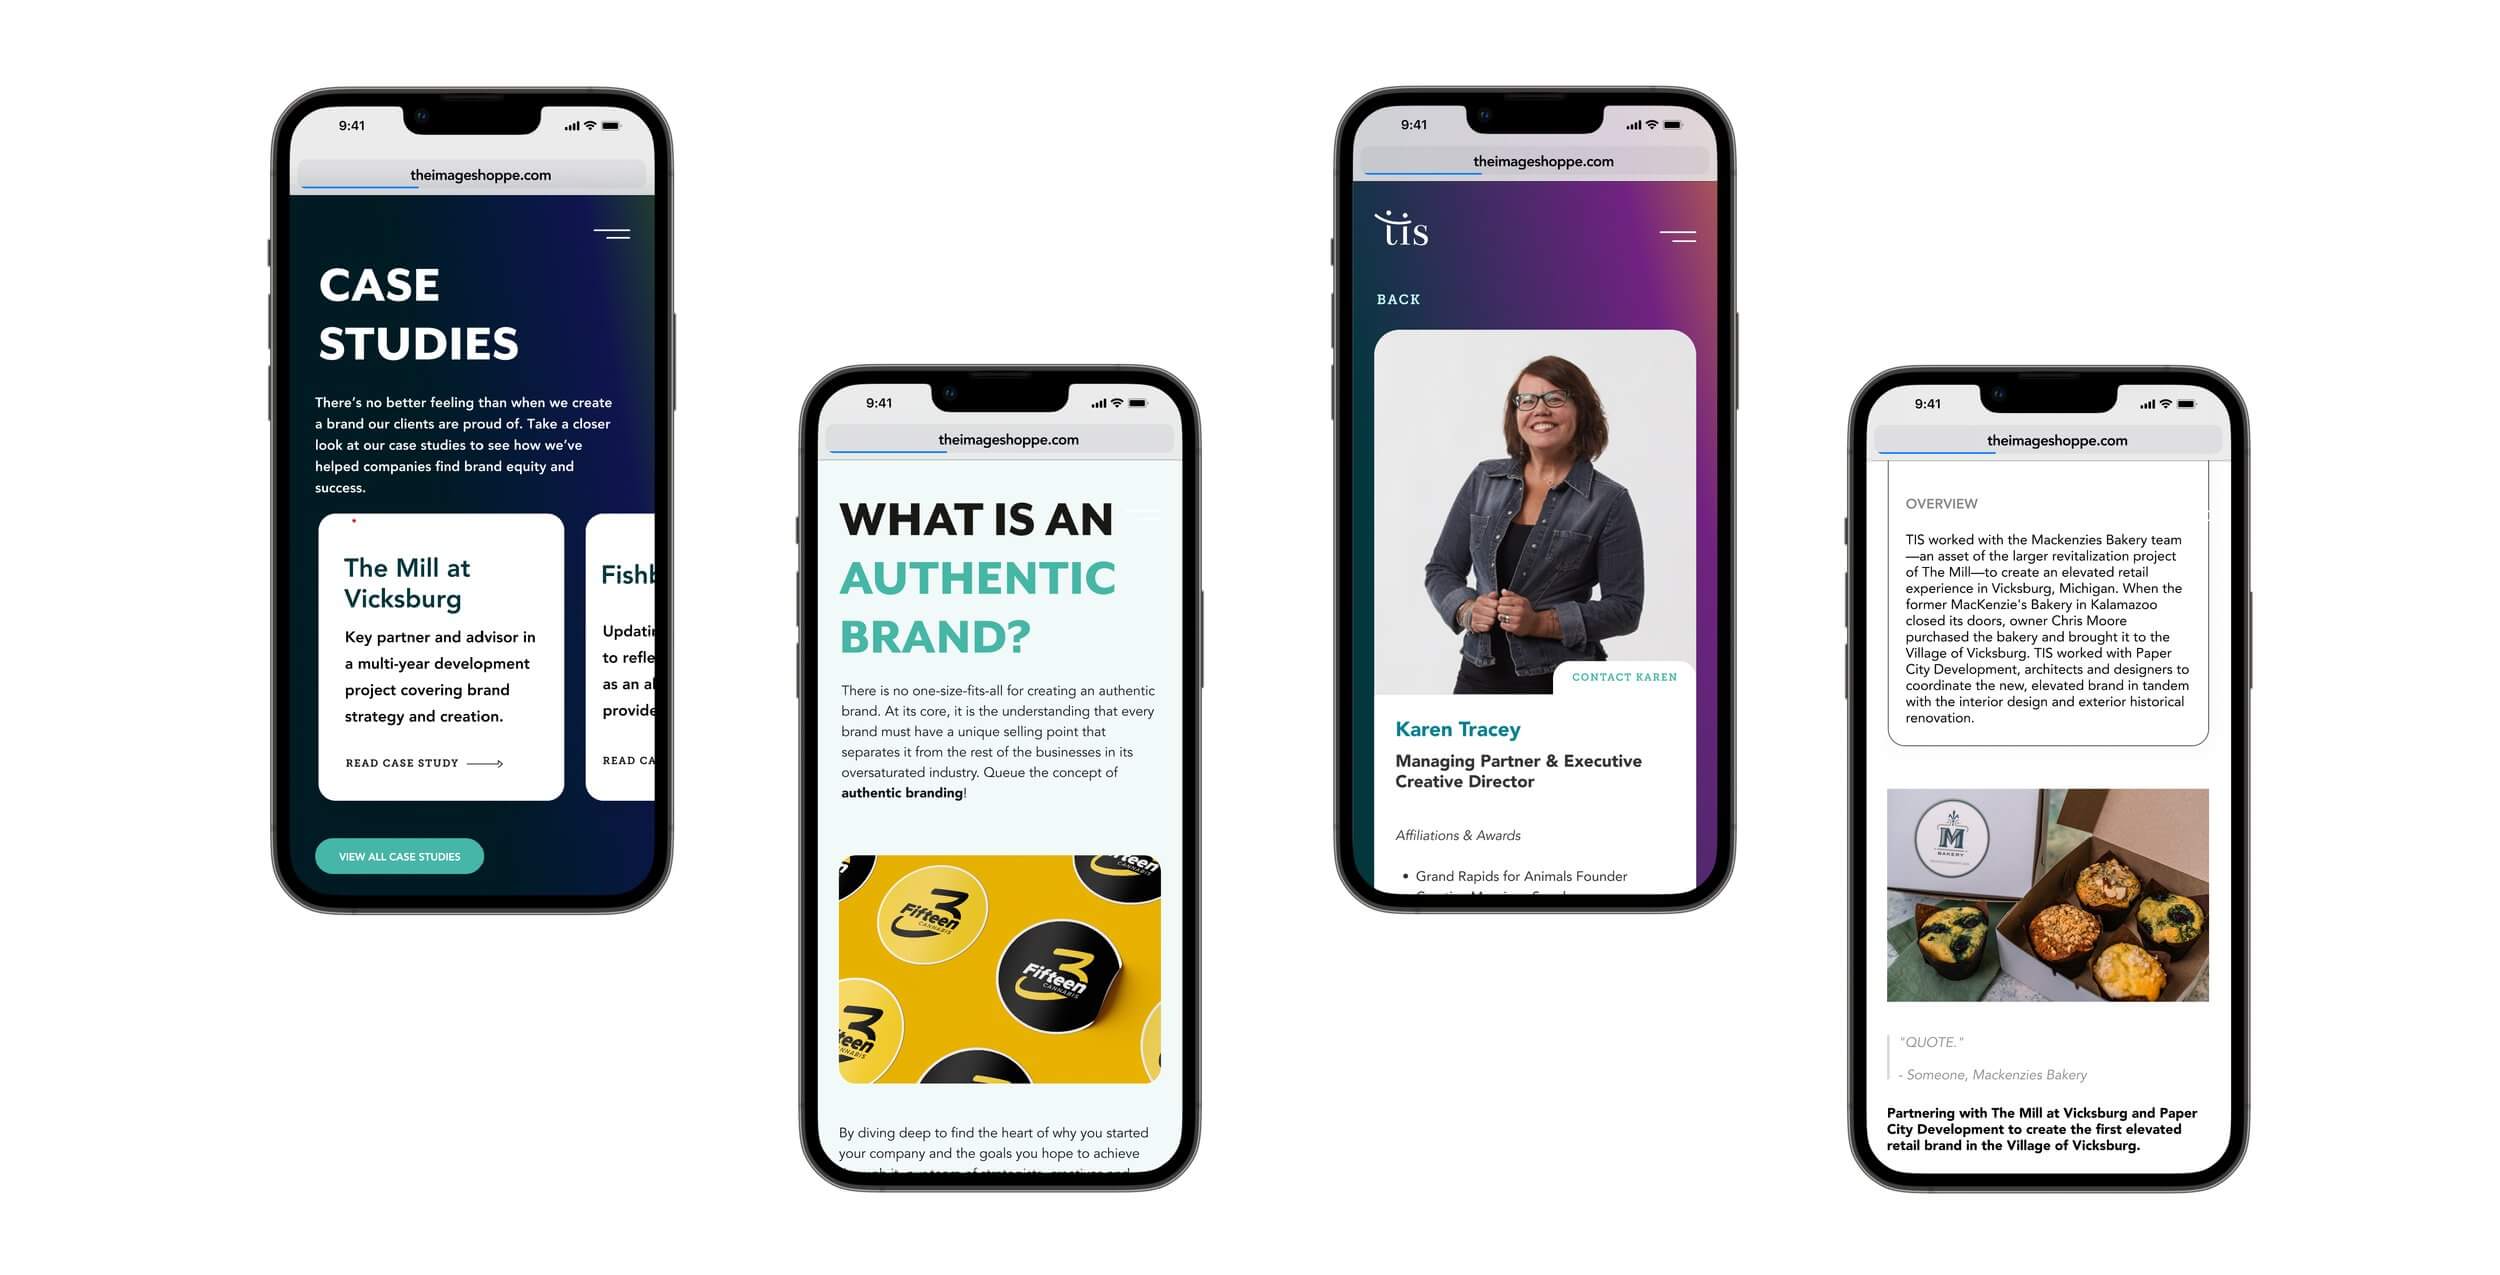 9:41
theimageshoppe.com
CASE
STUDIES
There's no better feeling than when we create
a brand our clients are proud of. Take a closer
look at our case studies to see how we've
helped companies find brand equity and
success.
The Mill at
Vicksburg
Key partner and advisor in
a multi-year development
project covering brand
strategy and creation.
READ CASE STUDY
Fishb
Updatin
to refle
as an al
provide
READ CA
VIEW ALL CASE STUDIES
9:41
theimageshoppe.com
WHAT IS AN
AUTHENTIC
BRAND?
There is no one-size-fits-all for creating an authentic
brand. At its core, it is the understanding that every
brand must have a unique selling point that
separates it from the rest of the businesses in its
oversaturated industry. Queue the concept of
authentic branding!
3
Fifteen
CANNABIS
3
Fifteen
CANNABIS
3
teen
NNABIS
By diving deep to find the heart of why you started
your company and the goals you hope to achieve
9:41
theimageshoppe.com
tis
BACK
CONTACT KAREN
Karen Tracey
Managing Partner & Executive
Creative Director
Affiliations & Awards
• Grand Rapids for Animals Founder
9:41
theimageshoppe.com
OVERVIEW
TIS worked with the Mackenzies Bakery team
—an asset of the larger revitalization project
of The Mill—to create an elevated retail
experience in Vicksburg, Michigan. When the
former MacKenzie's Bakery in Kalamazoo
closed its doors, owner Chris Moore
purchased the bakery and brought it to the
Village of Vicksburg. TIS worked with Paper
City Development, architects and designers to
coordinate the new, elevated brand in tandem
with the interior design and exterior historical
renovation.
M
BAKERY
"QUOTE."
- Someone, Mackenzies Bakery
Partnering with The Mill at Vicksburg and Paper
City Development to create the first elevated
retail brand in the Village of Vicksburg.